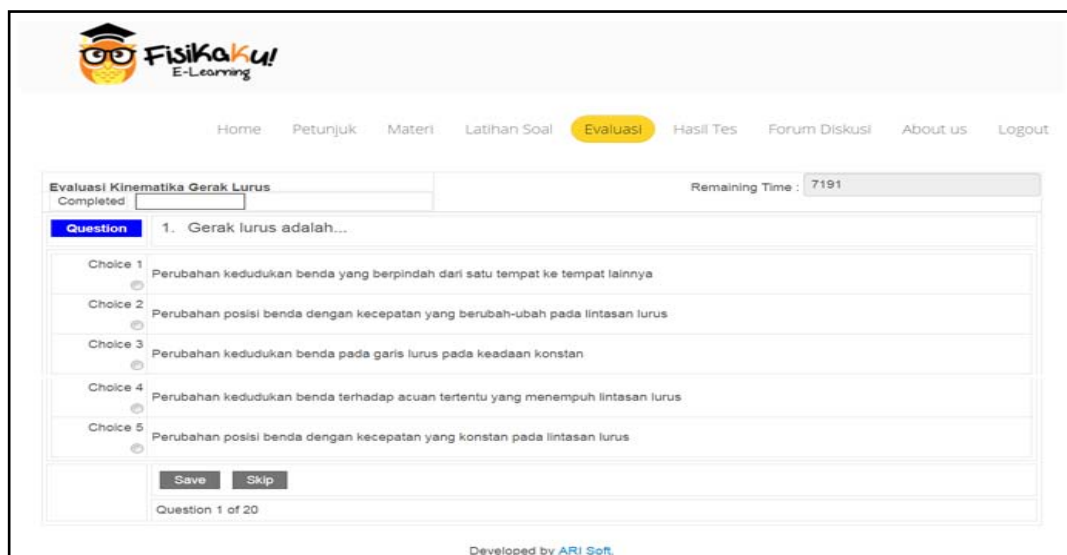 FisikaKu!
E-Learning
Home Petunjuk Materi Latihan Soal Evaluasi Hasil Tes Forum Diskusi About us Logout
Evaluasi Kinematika Gerak Lurus
Remaining Time : 7191
Completed
Question 1. Gerak lurus adalah...
Choice 1
Perubahan kedudukan benda yang berpindah dari satu tempat ke tempat lainnya
Choice 2
Perubahan posisi benda dengan kecepatan yang berubah-ubah pada lintasan lurus
Choice 3
Perubahan kedudukan benda pada garis lurus pada keadaan konstan
Choice 4
Perubahan kedudukan benda terhadap acuan tertentu yang menempuh lintasan lurus
Choice 5
Perubahan posisi benda dengan kecepatan yang konstan pada lintasan lurus
Save Skip
Question 1 of 20
Developed by ARI Soft.